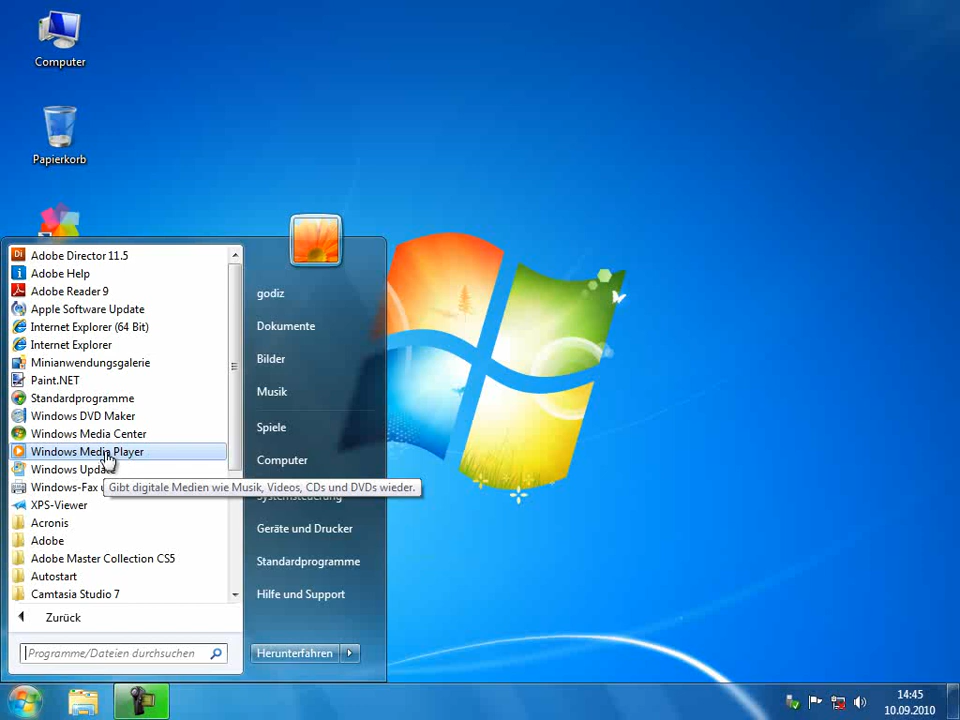 Computer
Papierkorb
Adobe Director 11.5
Adobe Help
Adobe Reader 9
Apple Software Update
Internet Explorer (64 Bit)
Internet Explorer
Minianwendungsgalerie
Paint.NET
Standardprogramme
Windows DVD Maker
Windows Media Center
Windows Media Player
Windows Update
Windows-Fax u
XPS-Viewer
Acronis
Adobe
Adobe Master Collection CS5
Autostart
Camtasia Studio 7
Zurück
Programme/Dateien durchsuchen
Gibt digitale Medien wie Musik, Videos, CDs und DVDs wieder.
godiz
Dokumente
Bilder
Musik
Spiele
Computer
Systemsteuerung
Geräte und Drucker
Standardprogramme
Hilfe und Support
Herunterfahren
14:45
10.09.2010